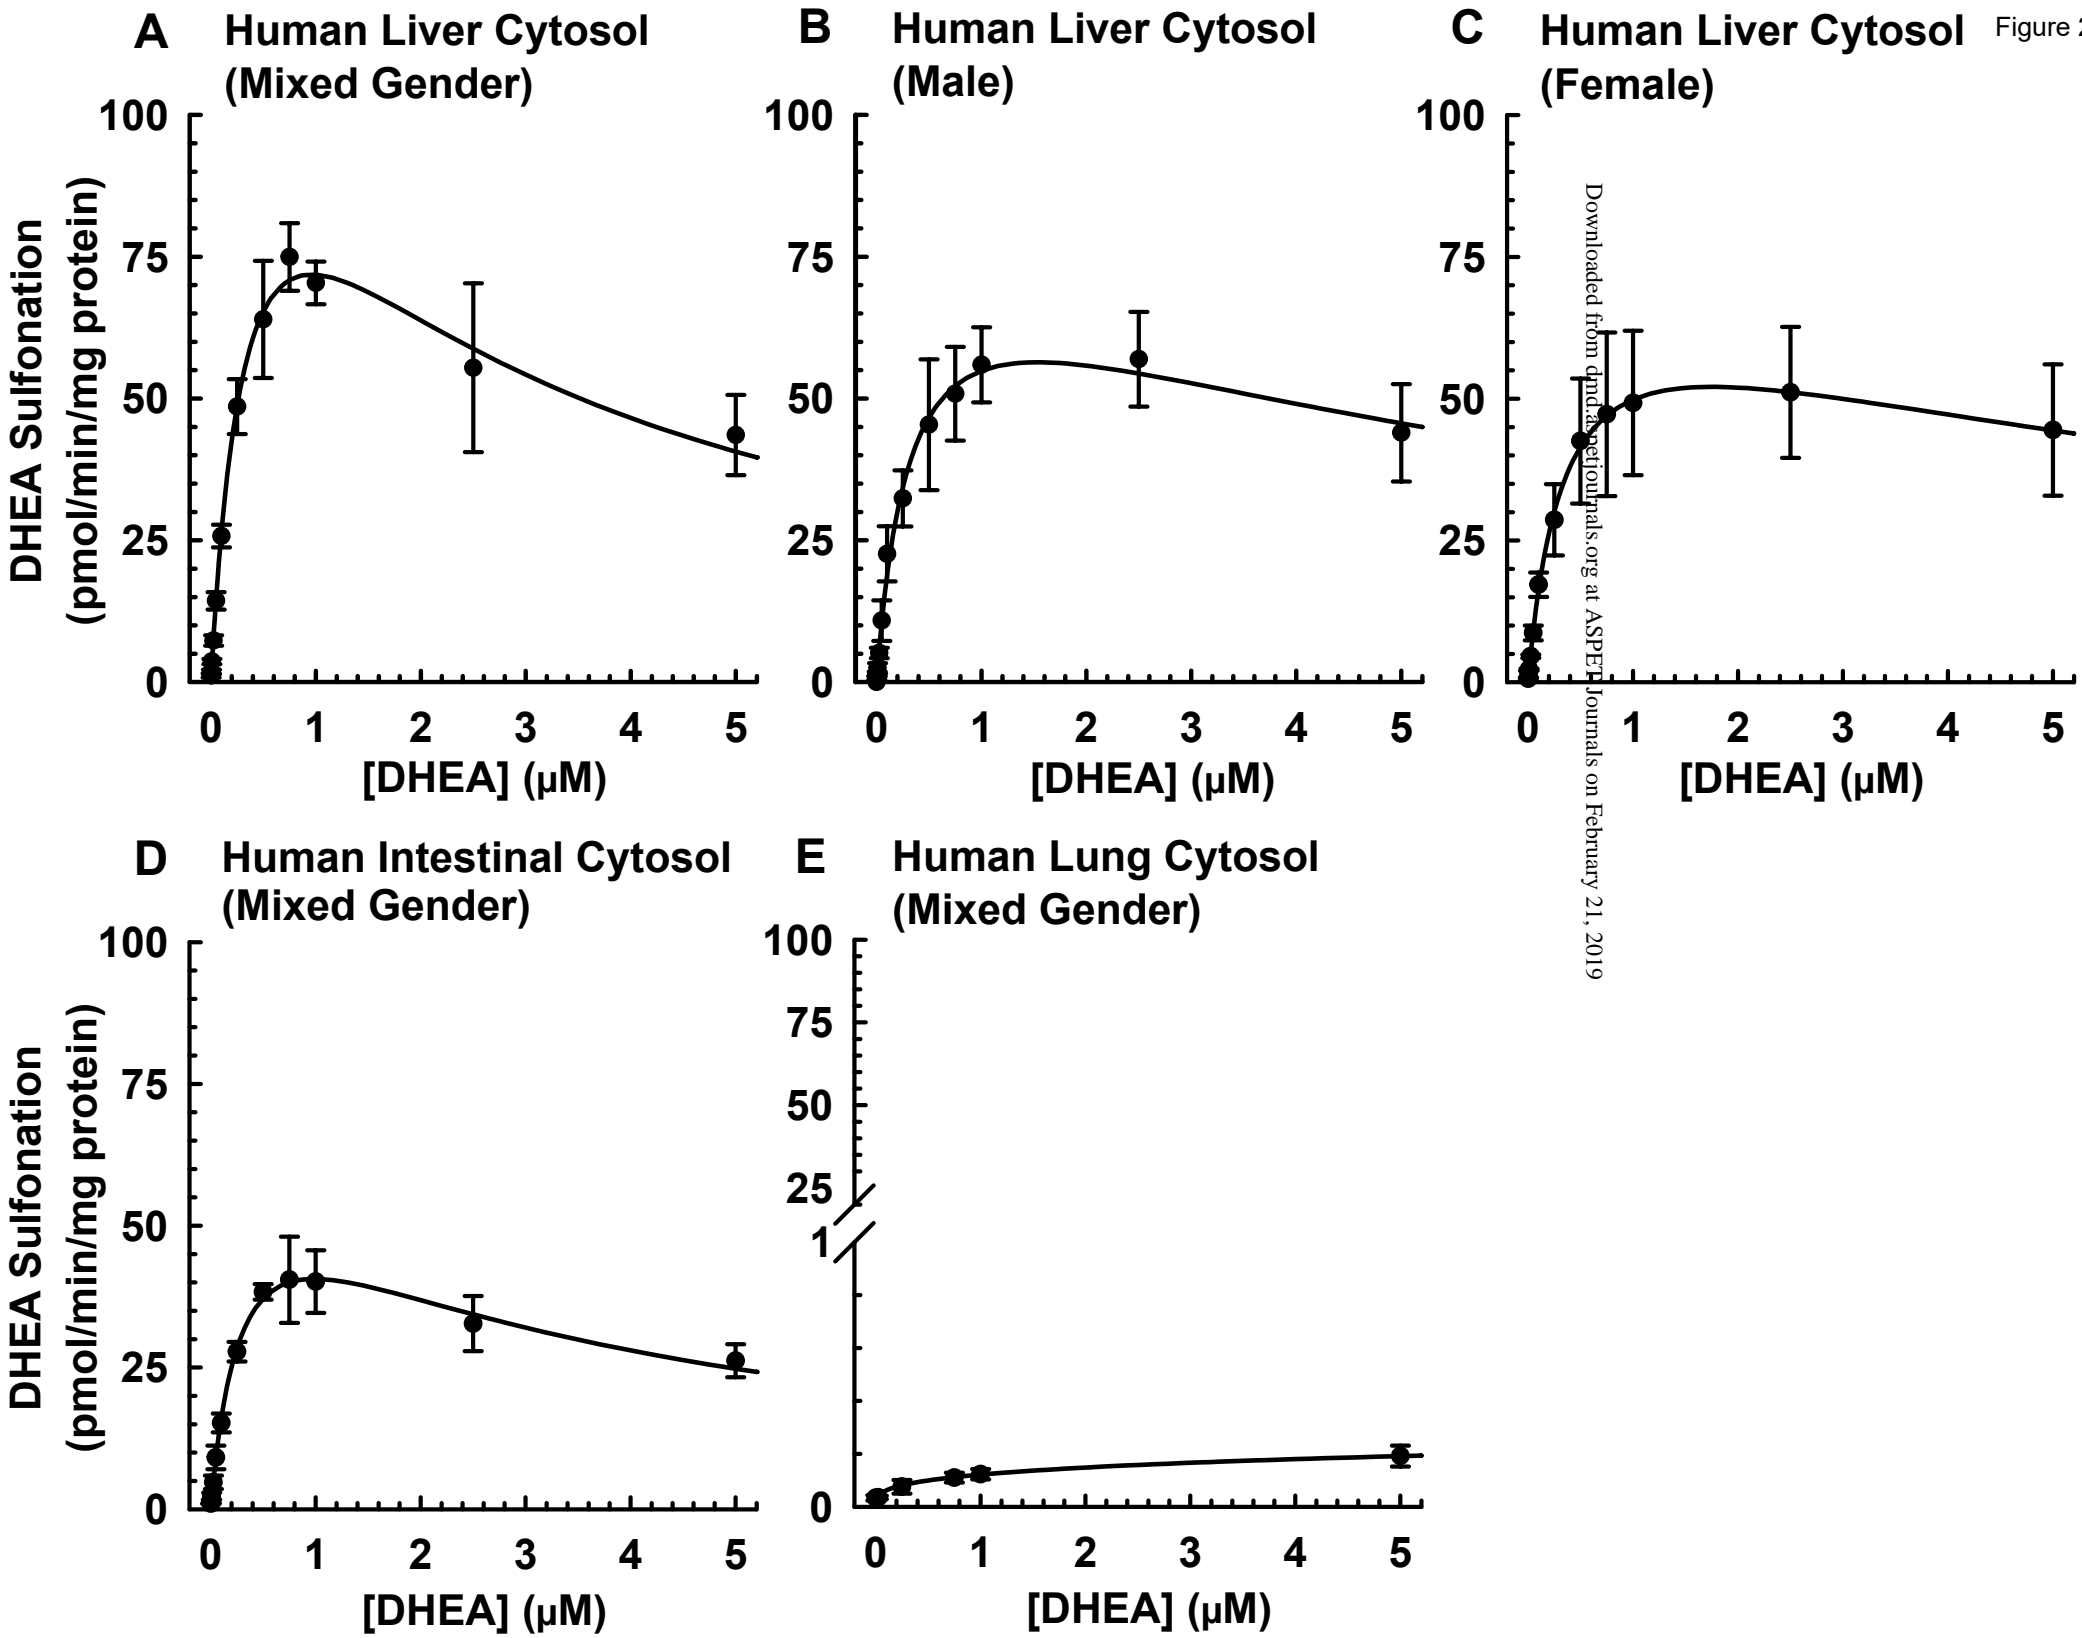 Figure 2
A
Human Liver Cytosol
(Mixed Gender)
DHEA Sulfonation
(pmol/min/mg protein)
100
75
50
25
0
0 1 2 3 4 5
[DHEA] (µM)
B
Human Liver Cytosol
(Male)
100
75
50
25
0
0 1 2 3 4 5
[DHEA] (µM)
C
Human Liver Cytosol
(Female)
100
75
50
25
0
0 1 2 3 4 5
[DHEA] (µM)
Downloaded from dmd.aspetjournals.org at ASPET Journals on February 21, 2019
D
Human Intestinal Cytosol
(Mixed Gender)
DHEA Sulfonation
(pmol/min/mg protein)
100
75
50
25
0
0 1 2 3 4 5
[DHEA] (µM)
E
Human Lung Cytosol
(Mixed Gender)
100
75
50
25
1
0
0 1 2 3 4 5
[DHEA] (µM)